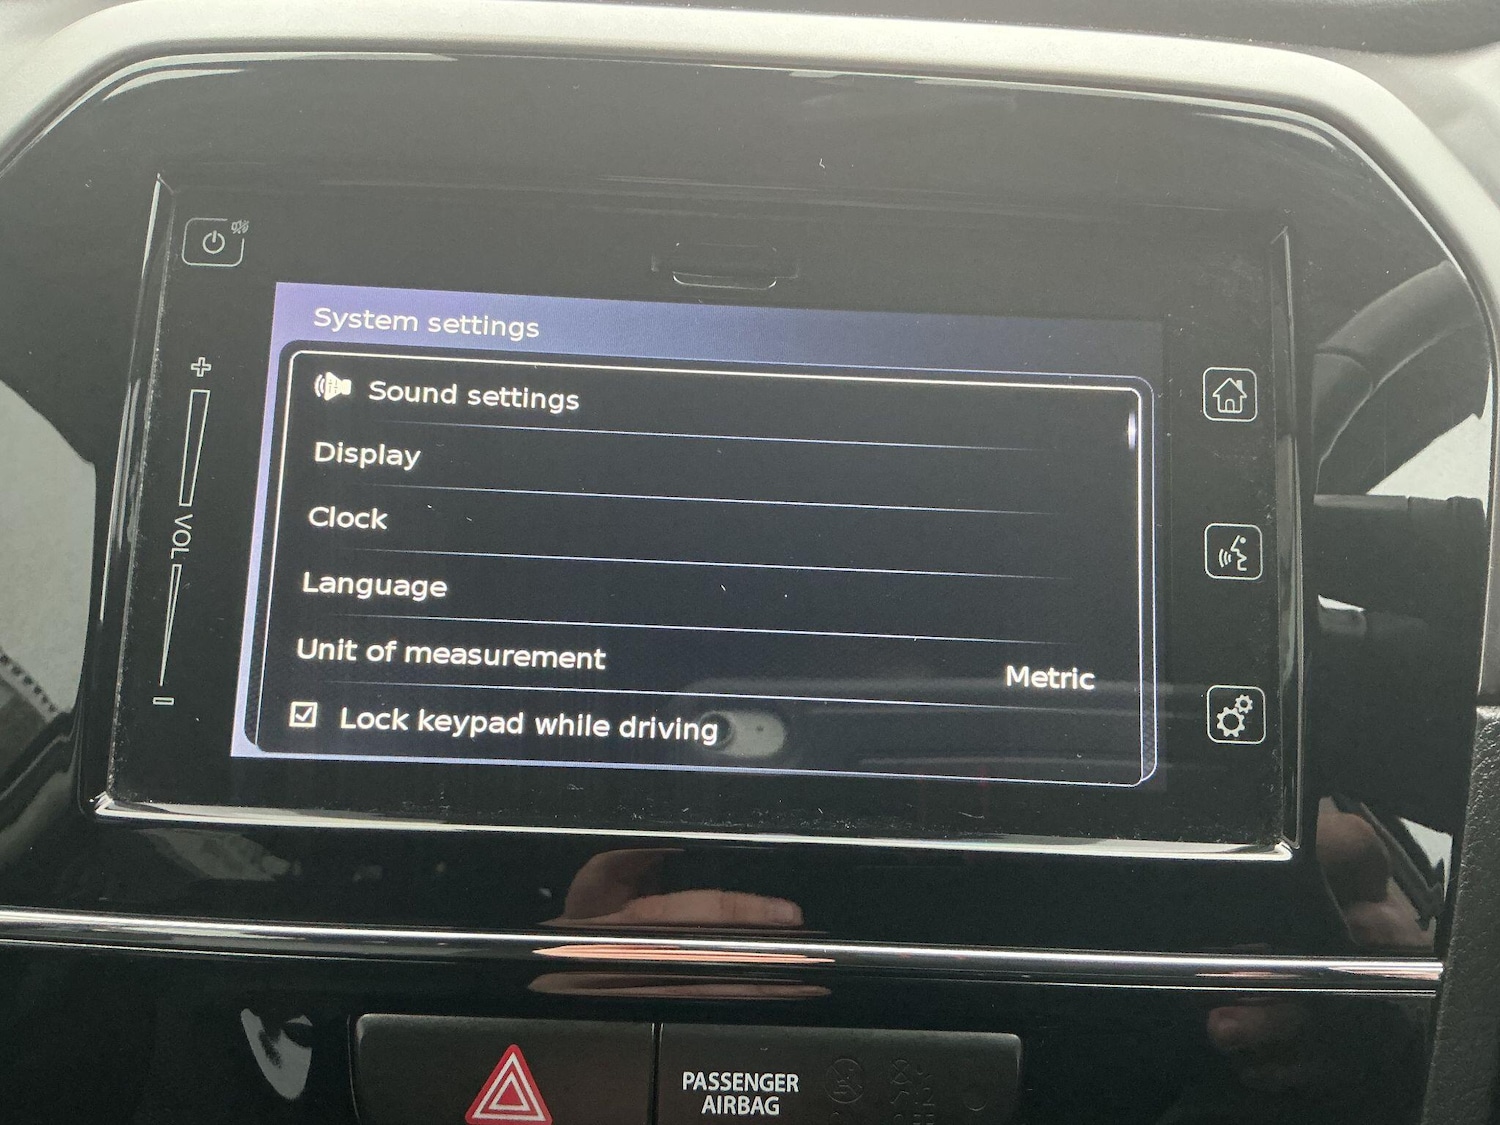 System settings
Sound settings
Display
Clock
Language
Unit of measurement Metric
Lock keypad while driving
VOL
PASSENGER
AIRBAG